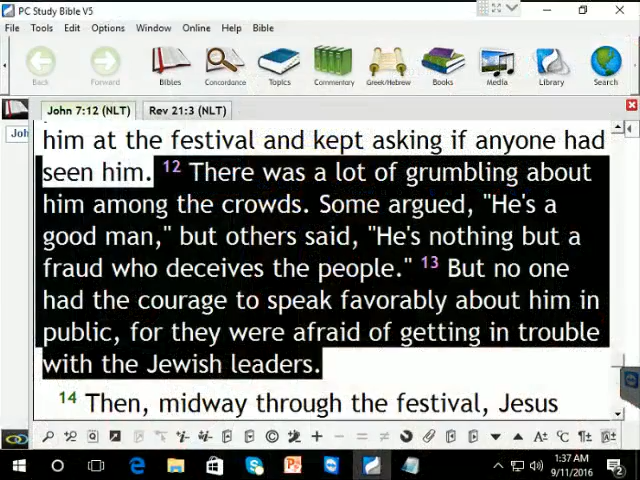 PC Study Bible V5
File Tools Edit Options Window Online Help Bible
Back Forward Bibles Concordance Topics Commentary Greek/Hebrew Books Media Library Search
John 7:12 (NLT) Rev 21:3 (NLT)
Joh
him at the festival and kept asking if anyone had
seen him. 12 There was a lot of grumbling about
him among the crowds. Some argued, "He's a
good man," but others said, "He's nothing but a
fraud who deceives the people." 13 But no one
had the courage to speak favorably about him in
public, for they were afraid of getting in trouble
with the Jewish leaders.
14 Then, midway through the festival, Jesus
1:37 AM
9/11/2016